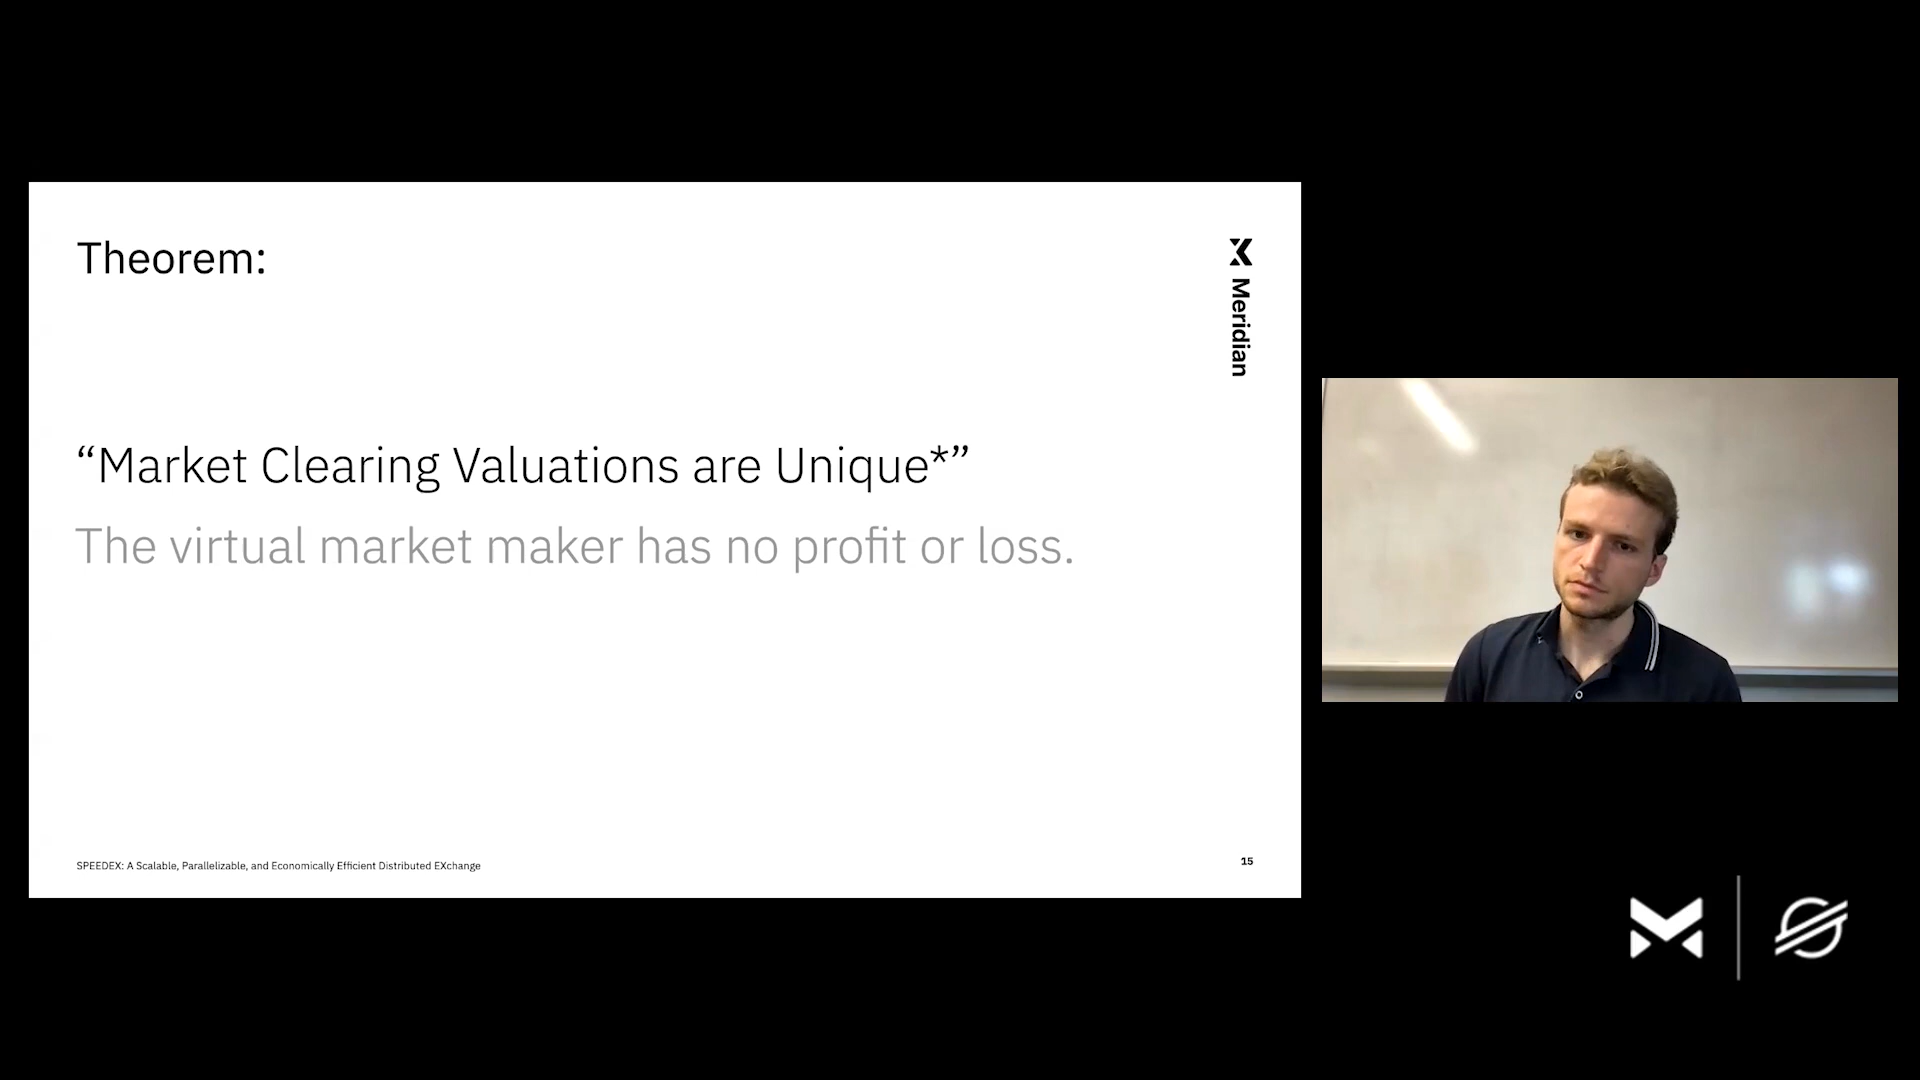 Theorem:
Meridian
“Market Clearing Valuations are Unique*”
The virtual market maker has no profit or loss.
SPEEDEX: A Scalable, Parallelizable, and Economically Efficient Distributed EXchange
15